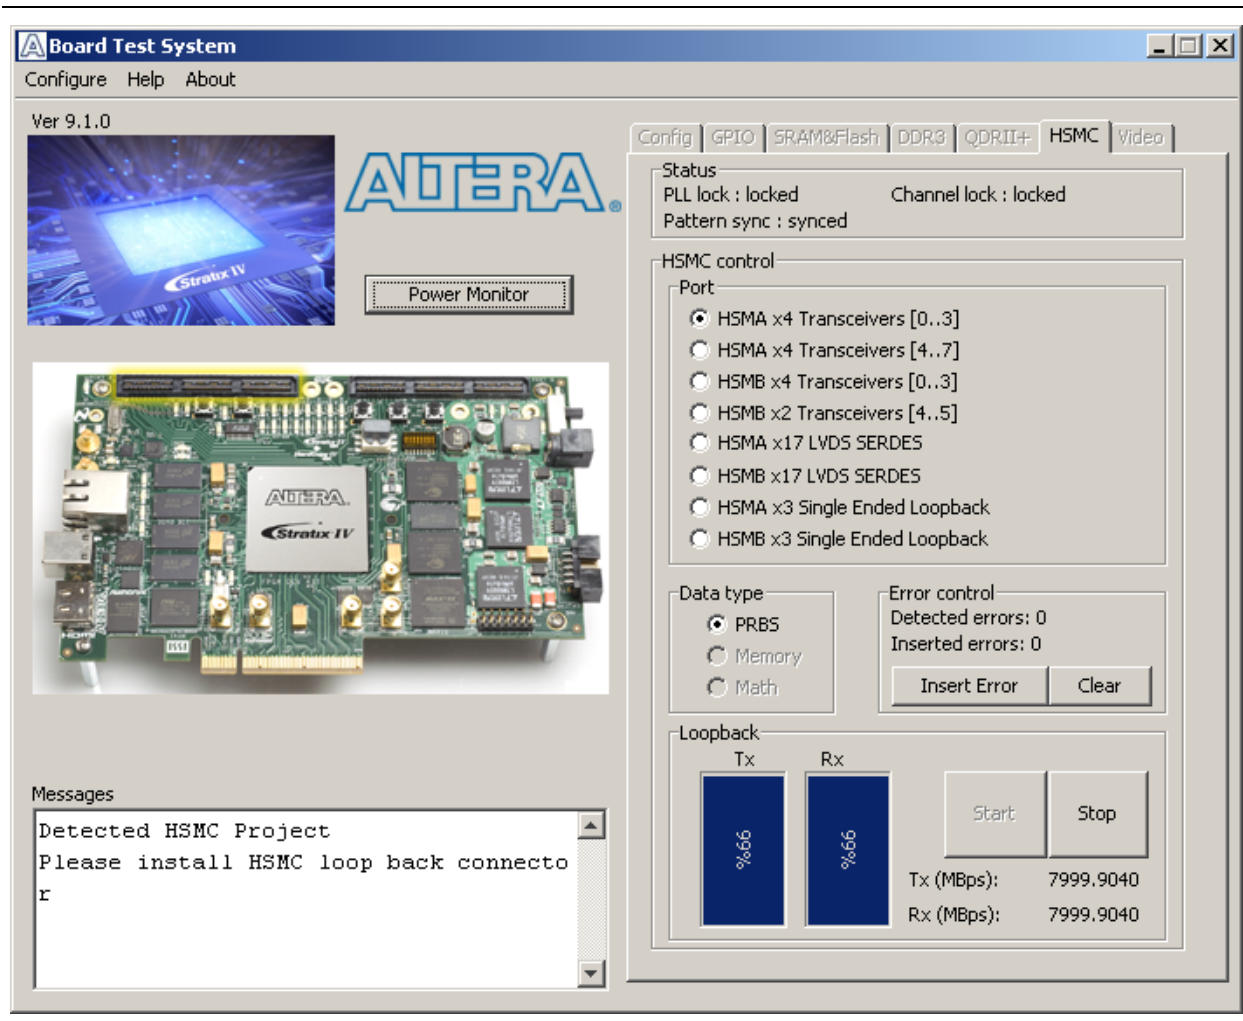 Board Test System
Configure Help About
Ver 9.1.0
Stratix IV
ALTERA®
Power Monitor
ALTERA
Stratix IV
HDMI
Messages
Detected HSMC Project
Please install HSMC loop back connecto
r
Config GPIO SRAM&Flash DDR3 QDRII+ HSMC Video
Status
PLL lock : locked Channel lock : locked
Pattern sync : synced
HSMC control
Port
HSMA x4 Transceivers [0..3]
HSMA x4 Transceivers [4..7]
HSMB x4 Transceivers [0..3]
HSMB x2 Transceivers [4..5]
HSMA x17 LVDS SERDES
HSMB x17 LVDS SERDES
HSMA x3 Single Ended Loopback
HSMB x3 Single Ended Loopback
Data type
PRBS
Memory
Math
Error control
Detected errors: 0
Inserted errors: 0
Insert Error Clear
Loopback
Tx Rx
99% 99%
Start Stop
Tx (MBps): 7999.9040
Rx (MBps): 7999.9040